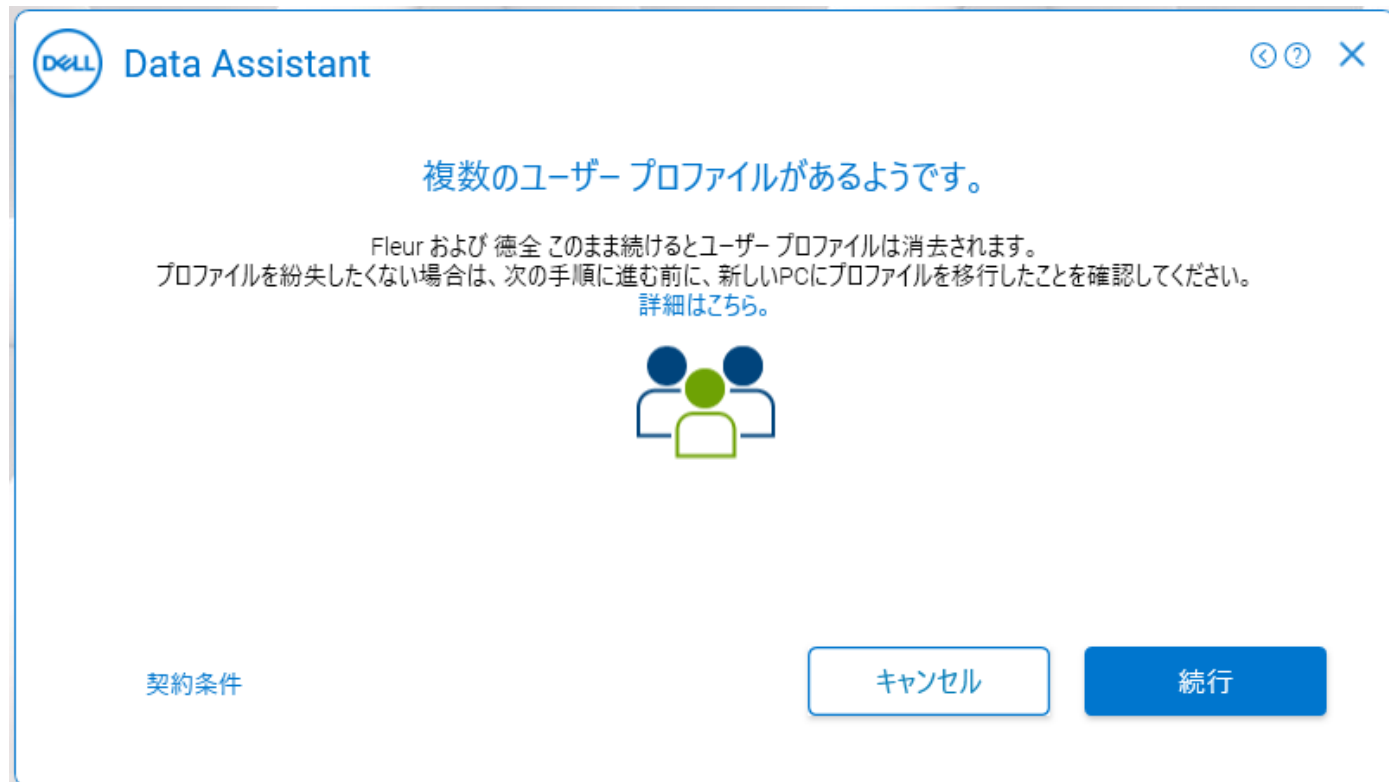 DELL Data Assistant
複数のユーザー プロファイルがあるようです。
Fleur および 德全 このまま続けるとユーザー プロファイルは消去されます。
プロファイルを紛失したくない場合は、次の手順に進む前に、新しいPCにプロファイルを移行したことを確認してください。
詳細はこちら。
契約条件
キャンセル
続行